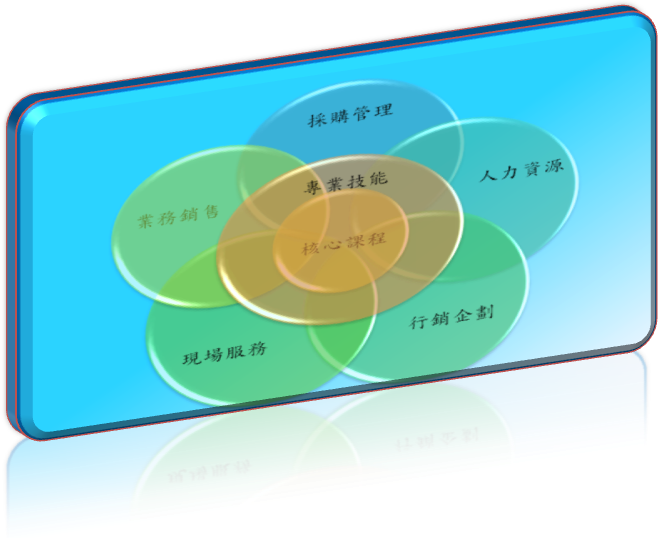 採購管理
人力資源
專業技能
業務銷售
核心課程
行銷企劃
現場服務